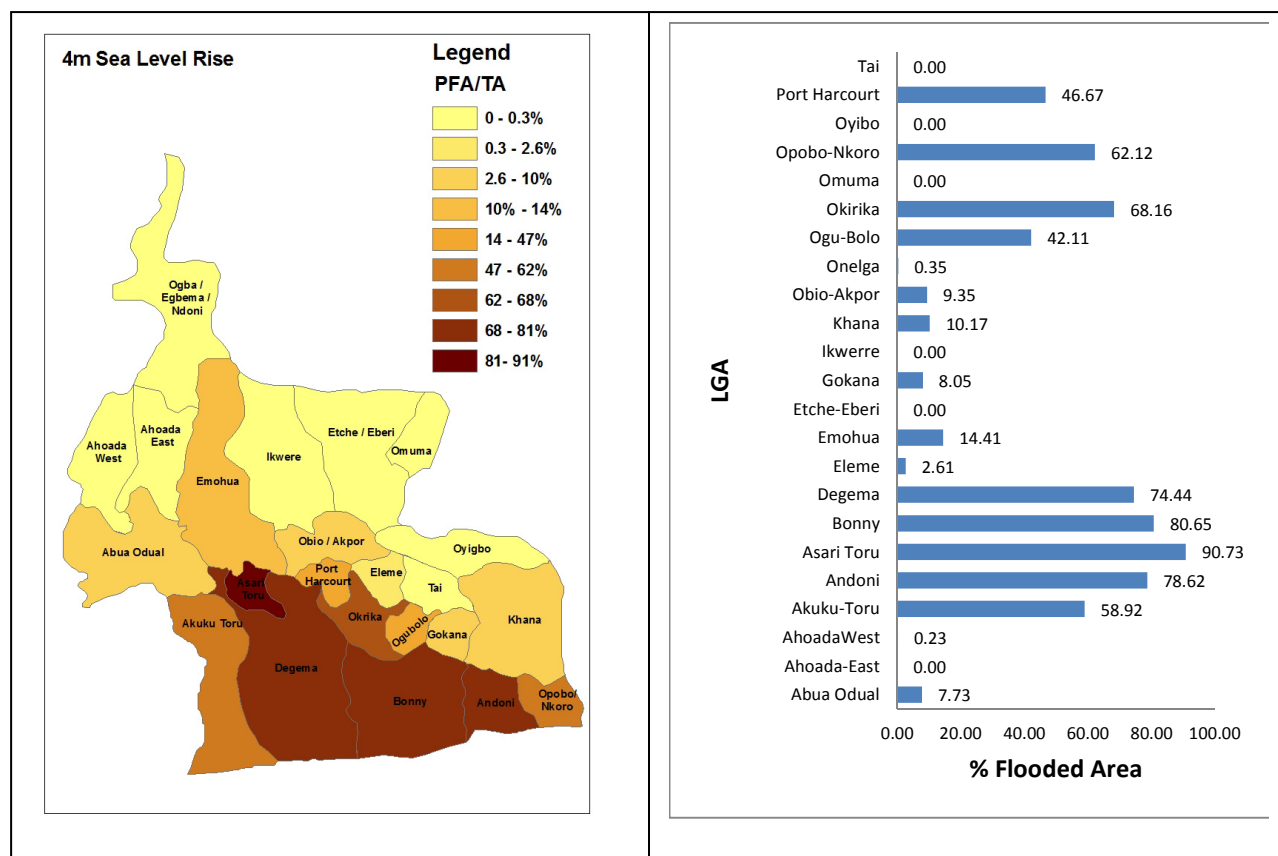 4m Sea Level Rise
Legend
PFA/TA
0 - 0.3%
0.3 - 2.6%
2.6 - 10%
10% - 14%
14 - 47%
47 - 62%
62 - 68%
68 - 81%
81- 91%
Ogba /
Egbema /
Ndoni
Ahoada
West
Ahoada
East
Emohua
Ikwere
Etche / Eberi
Omuma
Abua Odual
Obio / Akpor
Oyigbo
Port
Harcourt
Eleme
Tai
Asari
Toru
Akuku Toru
Okrika
Ogubolo
Gokana
Khana
Degema
Bonny
Andoni
Opobo/
Nkoro
LGA
Tai 0.00
Port Harcourt 46.67
Oyibo 0.00
Opobo-Nkoro 62.12
Omuma 0.00
Okirika 68.16
Ogu-Bolo 42.11
Onelga 0.35
Obio-Akpor 9.35
Khana 10.17
Ikwerre 0.00
Gokana 8.05
Etche-Eberi 0.00
Emohua 14.41
Eleme 2.61
Degema 74.44
Bonny 80.65
Asari Toru 90.73
Andoni 78.62
Akuku-Toru 58.92
AhoadaWest 0.23
Ahoada-East 0.00
Abua Odual 7.73
0.00 20.00 40.00 60.00 80.00 100.00
% Flooded Area